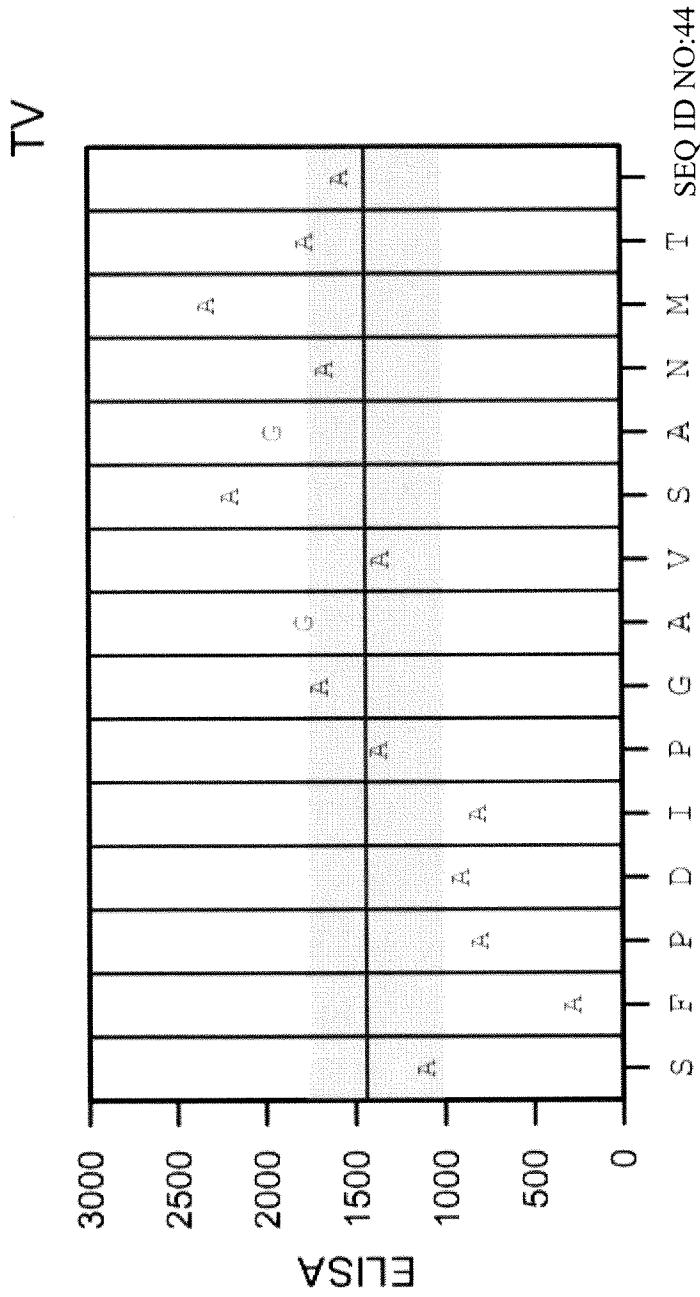 TV
ELISA
3000
2500
2000
1500
1000
500
0
A A A A A A A G A A G A A A A
S F P D I P G A V S A N M T
SEQ ID NO:44